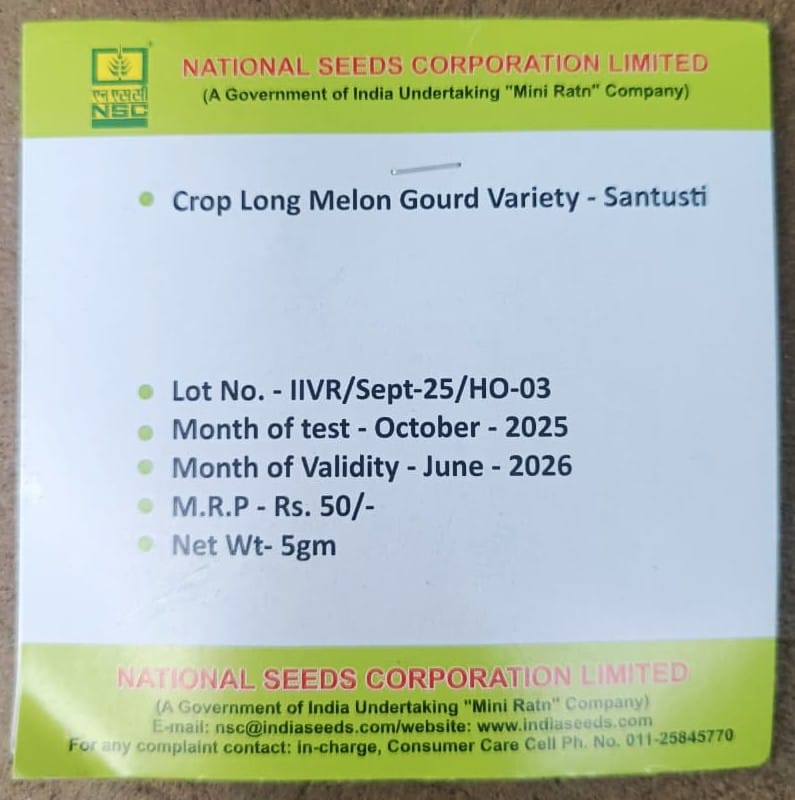 एन एस सी
NSC
NATIONAL SEEDS CORPORATION LIMITED
(A Government of India Undertaking "Mini Ratn" Company)
Crop Long Melon Gourd Variety - Santusti
Lot No. - IIVR/Sept-25/HO-03
Month of test - October - 2025
Month of Validity - June - 2026
M.R.P - Rs. 50/-
Net Wt- 5gm
NATIONAL SEEDS CORPORATION LIMITED
(A Government of India Undertaking "Mini Ratn" Company)
E-mail: nsc@indiaseeds.com/website: www.indiaseeds.com
For any complaint contact: in-charge, Consumer Care Cell Ph. No. 011-25845770